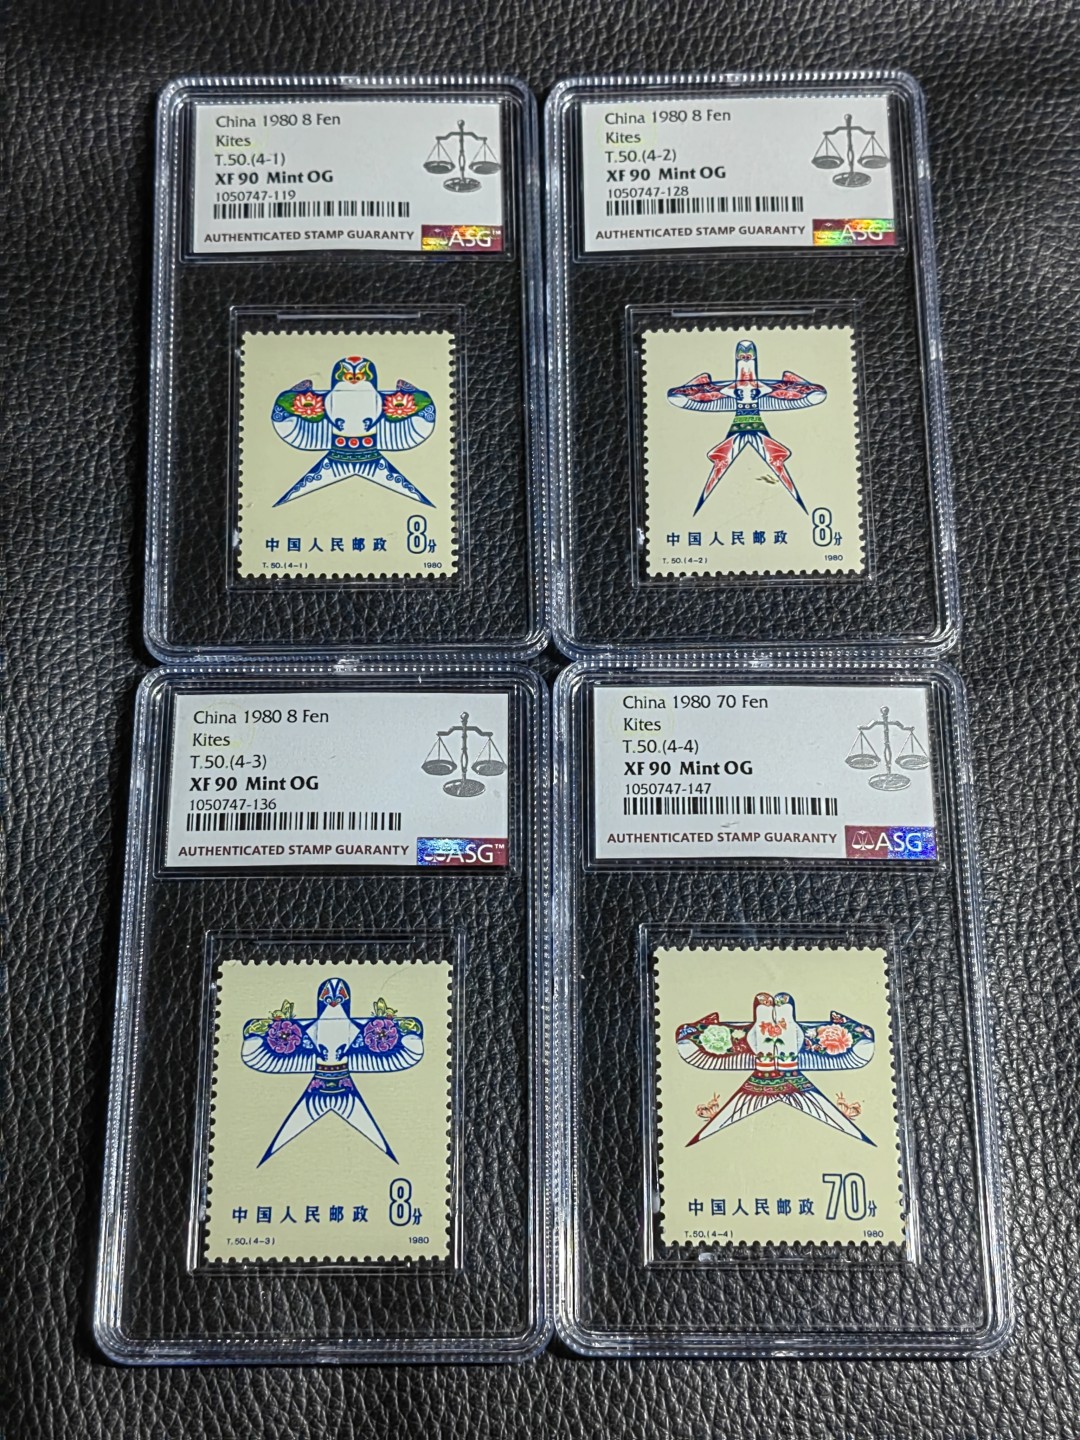 China 1980 8 Fen
Kites
T.50.(4-1)
XF 90 Mint OG
1050747-119
AUTHENTICATED STAMP GUARANTY
ASG™
中国人民邮政 8分
T. 50.(4-1) 1980
China 1980 8 Fen
Kites
T.50.(4-2)
XF 90 Mint OG
1050747-128
AUTHENTICATED STAMP GUARANTY
ASG
中国人民邮政 8分
T. 50.(4-2) 1980
China 1980 8 Fen
Kites
T.50.(4-3)
XF 90 Mint OG
1050747-136
AUTHENTICATED STAMP GUARANTY
ASG™
中国人民邮政 8分
T. 50.(4-3) 1980
China 1980 70 Fen
Kites
T.50.(4-4)
XF 90 Mint OG
1050747-147
AUTHENTICATED STAMP GUARANTY
ASG™
中国人民邮政 70分
T. 50.(4-4) 1980